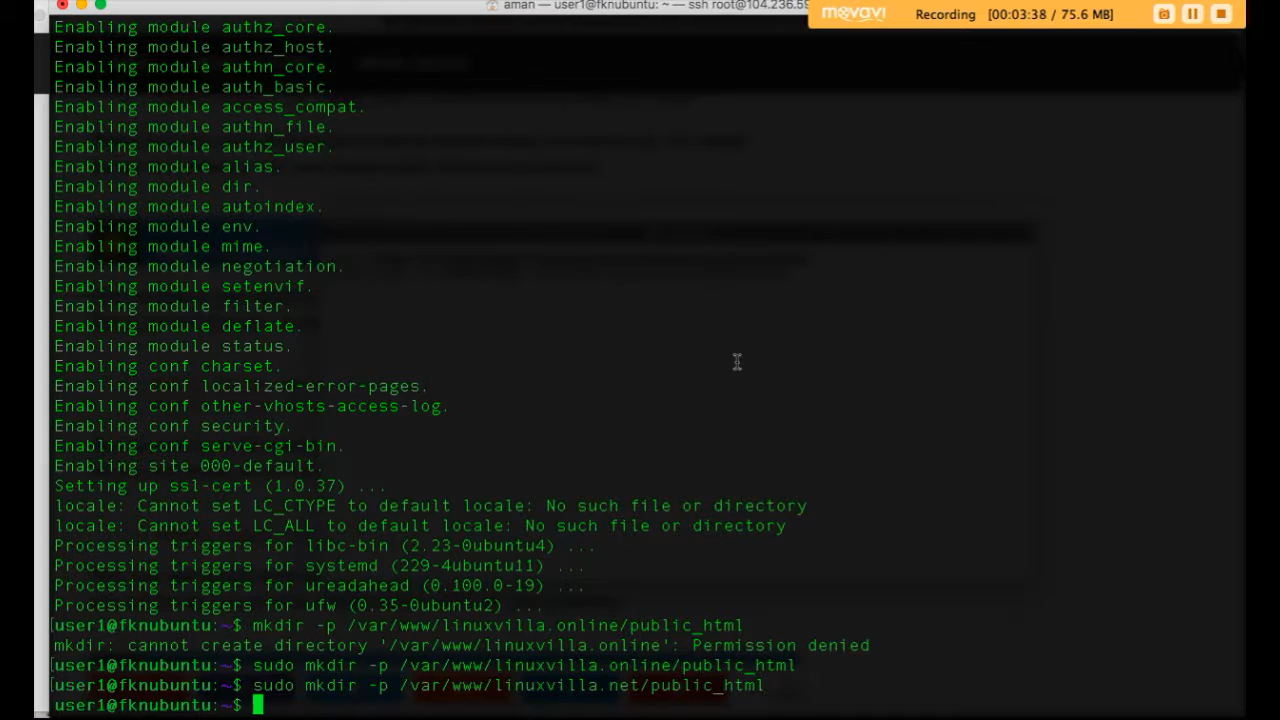 aman — user1@fknubuntu: ~ — ssh root@104.236.59
movavi
Recording [00:03:38 / 75.6 MB]
Enabling module authz_core.
Enabling module authz_host.
Enabling module authn_core.
Enabling module auth_basic.
Enabling module access_compat.
Enabling module authn_file.
Enabling module authz_user.
Enabling module alias.
Enabling module dir.
Enabling module autoindex.
Enabling module env.
Enabling module mime.
Enabling module negotiation.
Enabling module setenvif.
Enabling module filter.
Enabling module deflate.
Enabling module status.
Enabling conf charset.
Enabling conf localized-error-pages.
Enabling conf other-vhosts-access-log.
Enabling conf security.
Enabling conf serve-cgi-bin.
Enabling site 000-default.
Setting up ssl-cert (1.0.37) ...
locale: Cannot set LC_CTYPE to default locale: No such file or directory
locale: Cannot set LC_ALL to default locale: No such file or directory
Processing triggers for libc-bin (2.23-0ubuntu4) ...
Processing triggers for systemd (229-4ubuntu11) ...
Processing triggers for ureadahead (0.100.0-19) ...
Processing triggers for ufw (0.35-0ubuntu2) ...
[user1@fknubuntu:~$ mkdir -p /var/www/linuxvilla.online/public_html
mkdir: cannot create directory '/var/www/linuxvilla.online': Permission denied
[user1@fknubuntu:~$ sudo mkdir -p /var/www/linuxvilla.online/public_html
[user1@fknubuntu:~$ sudo mkdir -p /var/www/linuxvilla.net/public_html
user1@fknubuntu:~$